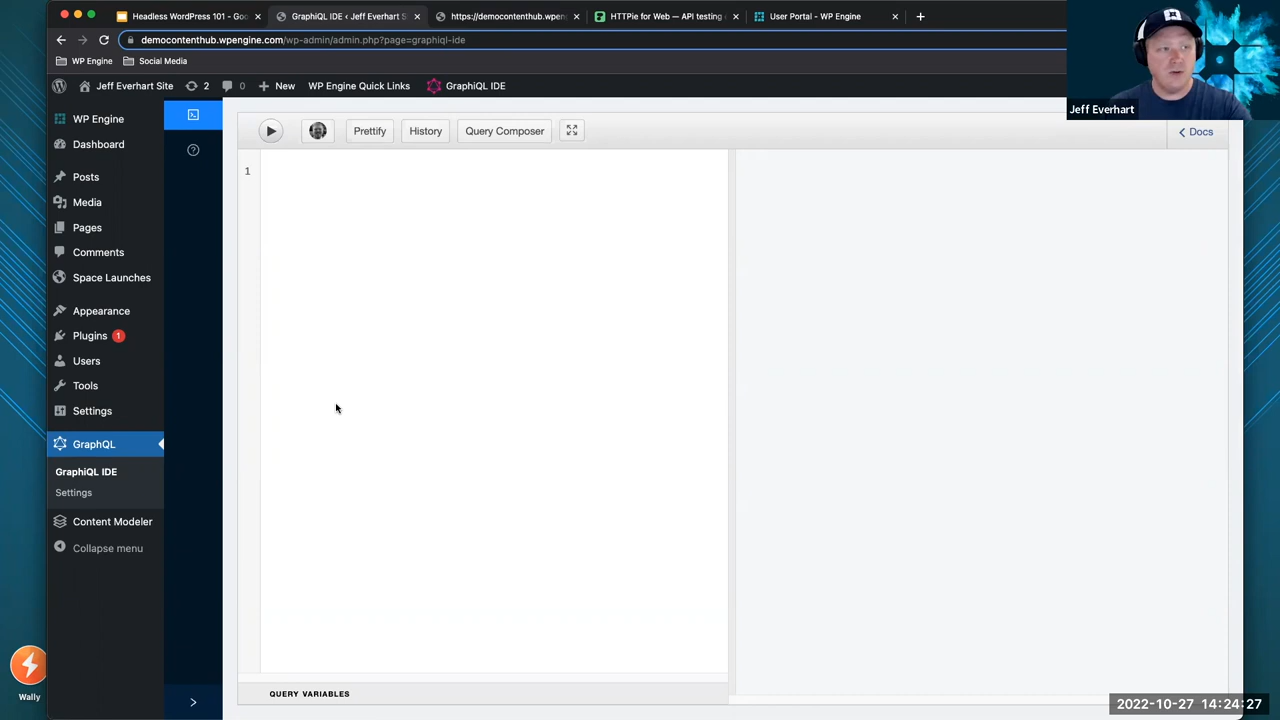 Headless WordPress 101 - Goo
GraphiQL IDE ‹ Jeff Everhart S
https://democontenthub.wpeng
HTTPie for Web — API testing
User Portal - WP Engine
democontenthub.wpengine.com/wp-admin/admin.php?page=graphiql-ide
WP Engine
Social Media
Jeff Everhart Site
2
0
New
WP Engine Quick Links
GraphiQL IDE
Jeff Everhart
WP Engine
Dashboard
Posts
Media
Pages
Comments
Space Launches
Appearance
Plugins 1
Users
Tools
Settings
GraphQL
GraphiQL IDE
Settings
Content Modeler
Collapse menu
Prettify
History
Query Composer
Docs
1
QUERY VARIABLES
Wally
2022-10-27 14:24:27